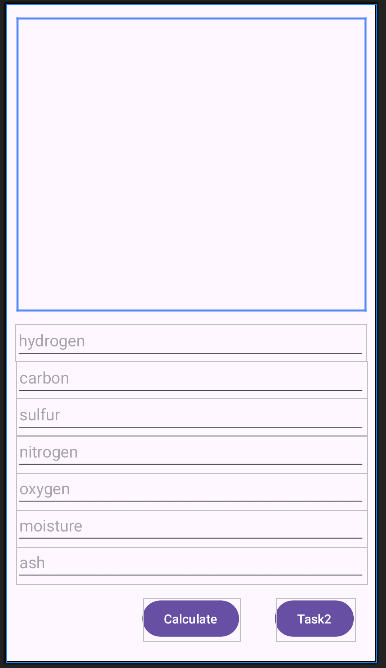 hydrogen
carbon
sulfur
nitrogen
oxygen
moisture
ash
Calculate Task2